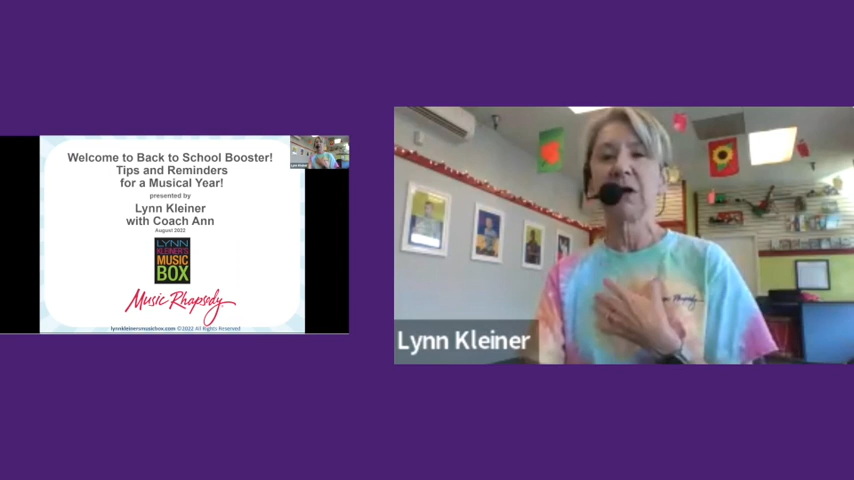 Welcome to Back to School Booster!
Tips and Reminders
for a Musical Year!
presented by
Lynn Kleiner
with Coach Ann
August 2022
LYNN
KLEINER'S
MUSIC
BOX
Music Rhapsody
lynnkleinersmusicbox.com ©2022 All Rights Reserved
Lynn Kleiner